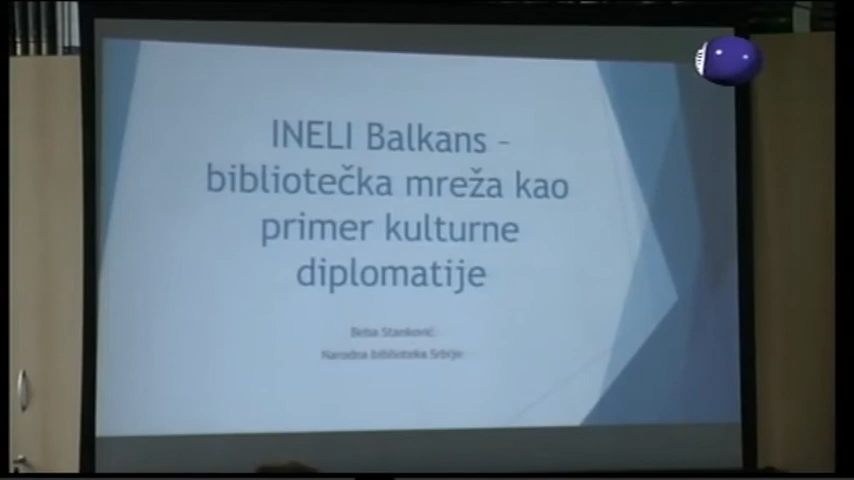 INELI Balkans –
bibliotečka mreža kao
primer kulturne
diplomatije
Beba Stanković
Narodna biblioteka Srbije